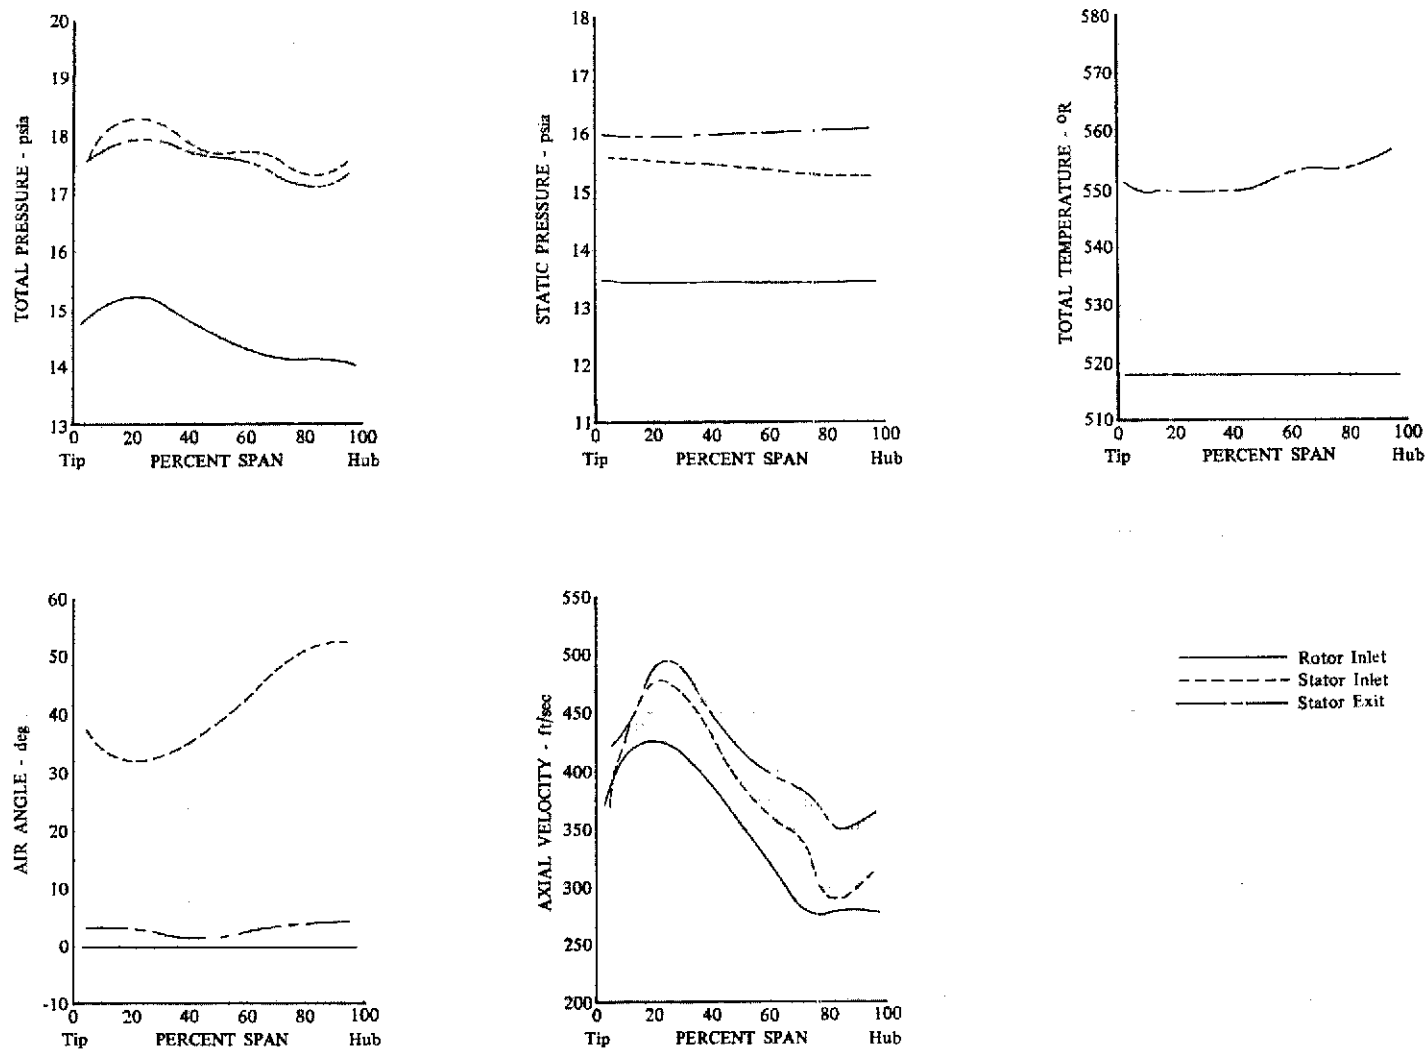 TOTAL PRESSURE - psia
20
19
18
17
16
15
14
13
0 20 40 60 80 100
Tip PERCENT SPAN Hub
STATIC PRESSURE - psia
18
17
16
15
14
13
12
11
0 20 40 60 80 100
Tip PERCENT SPAN Hub
TOTAL TEMPERATURE - °R
580
570
560
550
540
530
520
510
0 20 40 60 80 100
Tip PERCENT SPAN Hub
AIR ANGLE - deg
60
50
40
30
20
10
0
-10
0 20 40 60 80 100
Tip PERCENT SPAN Hub
AXIAL VELOCITY - ft/sec
550
500
450
400
350
300
250
200
0 20 40 60 80 100
Tip PERCENT SPAN Hub
Rotor Inlet
Stator Inlet
Stator Exit